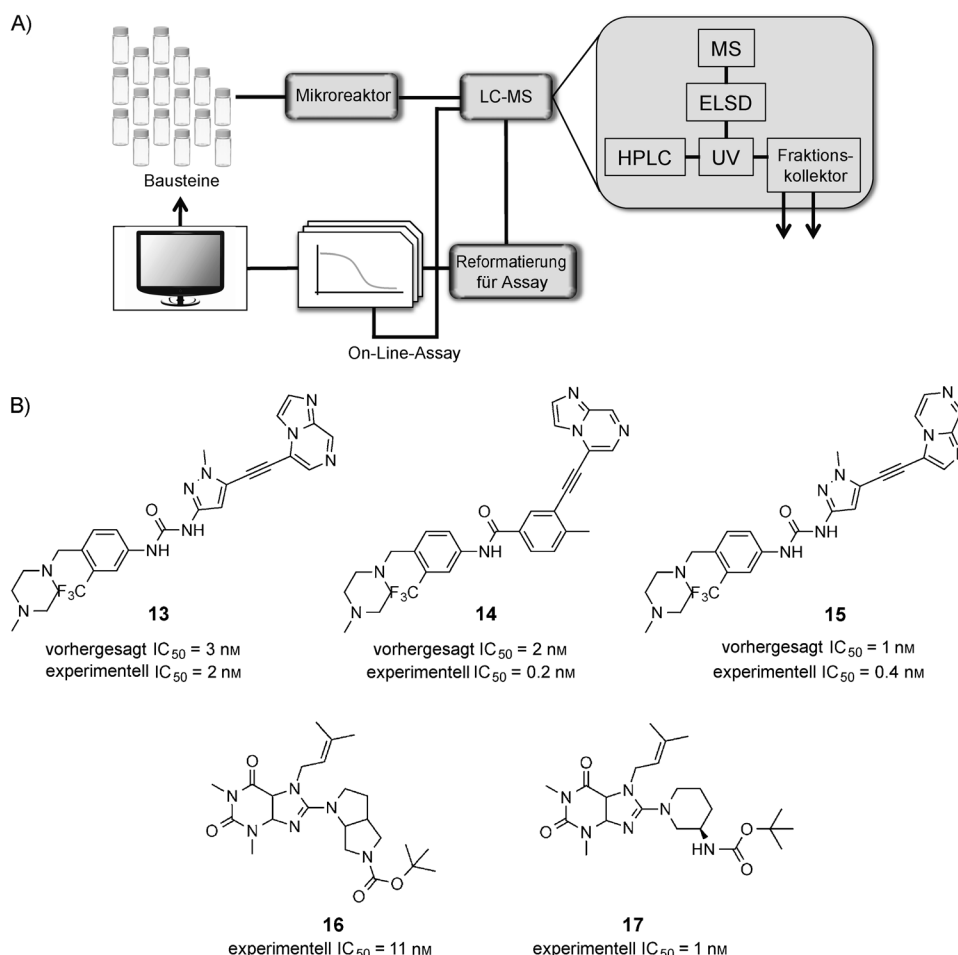 A)
Bausteine
Mikroreaktor
LC-MS
MS
ELSD
HPLC
UV
Fraktions-
kollektor
Reformatierung
für Assay
On-Line-Assay
B)
N
N
N
N
N
N
O
NH
NH
N
N
F3C
13
vorhergesagt IC50 = 3 nM
experimentell IC50 = 2 nM
N
N
N
O
NH
N
N
F3C
14
vorhergesagt IC50 = 2 nM
experimentell IC50 = 0.2 nM
N
N
N
N
N
O
NH
NH
N
N
F3C
15
vorhergesagt IC50 = 1 nM
experimentell IC50 = 0.4 nM
O
N
N
N
O
N
N
N
O
O
16
experimentell IC50 = 11 nM
O
N
N
N
O
N
N
HN
O
O
17
experimentell IC50 = 1 nM